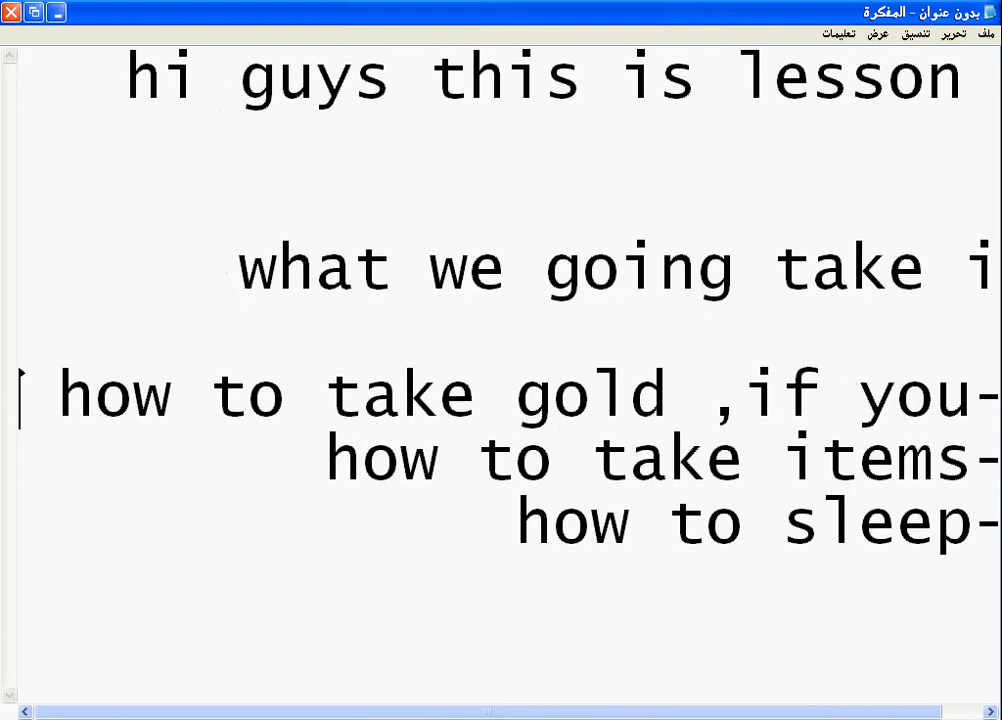 بدون عنوان - المفكرة
ملف تحرير تنسيق عرض تعليمات
hi guys this is lesson
what we going take i
how to take gold ,if you-
how to take items-
how to sleep-